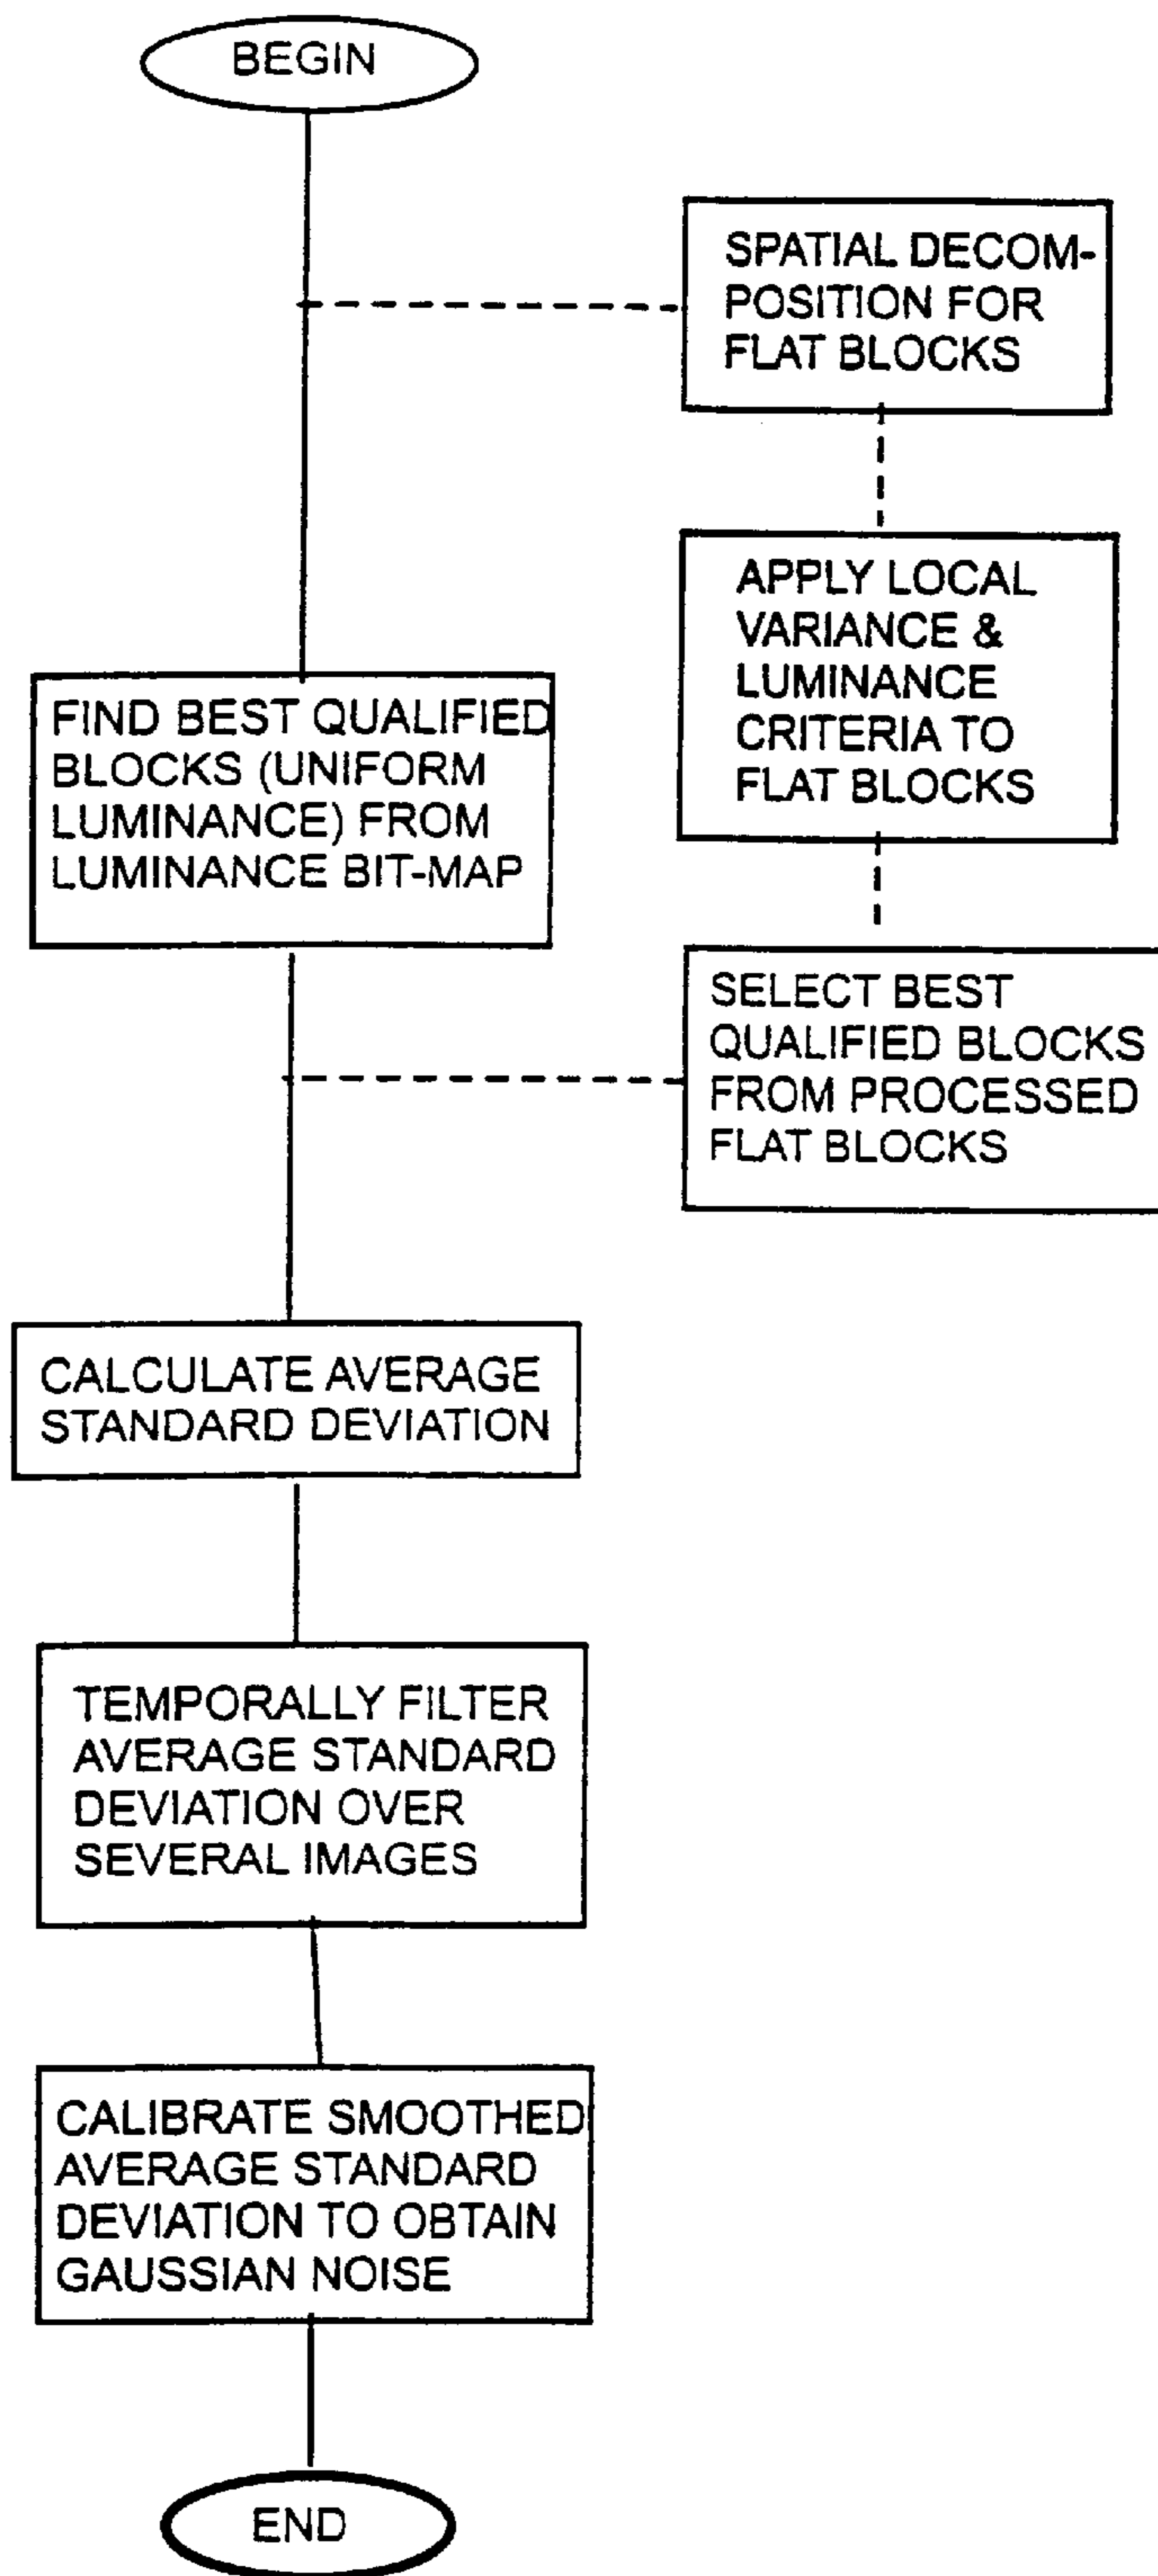 BEGIN
SPATIAL DECOM-
POSITION FOR
FLAT BLOCKS
APPLY LOCAL
VARIANCE &
LUMINANCE
CRITERIA TO
FLAT BLOCKS
FIND BEST QUALIFIED
BLOCKS (UNIFORM
LUMINANCE) FROM
LUMINANCE BIT-MAP
SELECT BEST
QUALIFIED BLOCKS
FROM PROCESSED
FLAT BLOCKS
CALCULATE AVERAGE
STANDARD DEVIATION
TEMPORALLY FILTER
AVERAGE STANDARD
DEVIATION OVER
SEVERAL IMAGES
CALIBRATE SMOOTHED
AVERAGE STANDARD
DEVIATION TO OBTAIN
GAUSSIAN NOISE
END